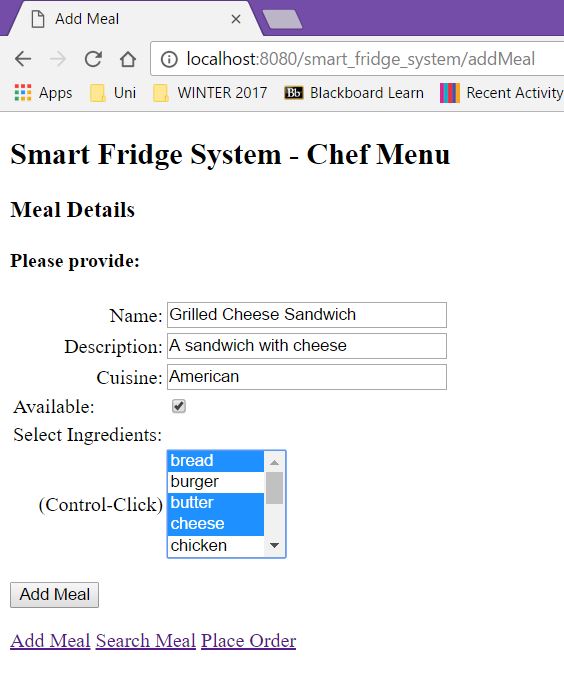 Add Meal
localhost:8080/smart_fridge_system/addMeal
Apps Uni WINTER 2017 Bb Blackboard Learn Recent Activity
Smart Fridge System - Chef Menu
Meal Details
Please provide:
Name: Grilled Cheese Sandwich
Description: A sandwich with cheese
Cuisine: American
Available:
Select Ingredients:
bread
burger
butter
(Control-Click) cheese
chicken
Add Meal
Add Meal Search Meal Place Order